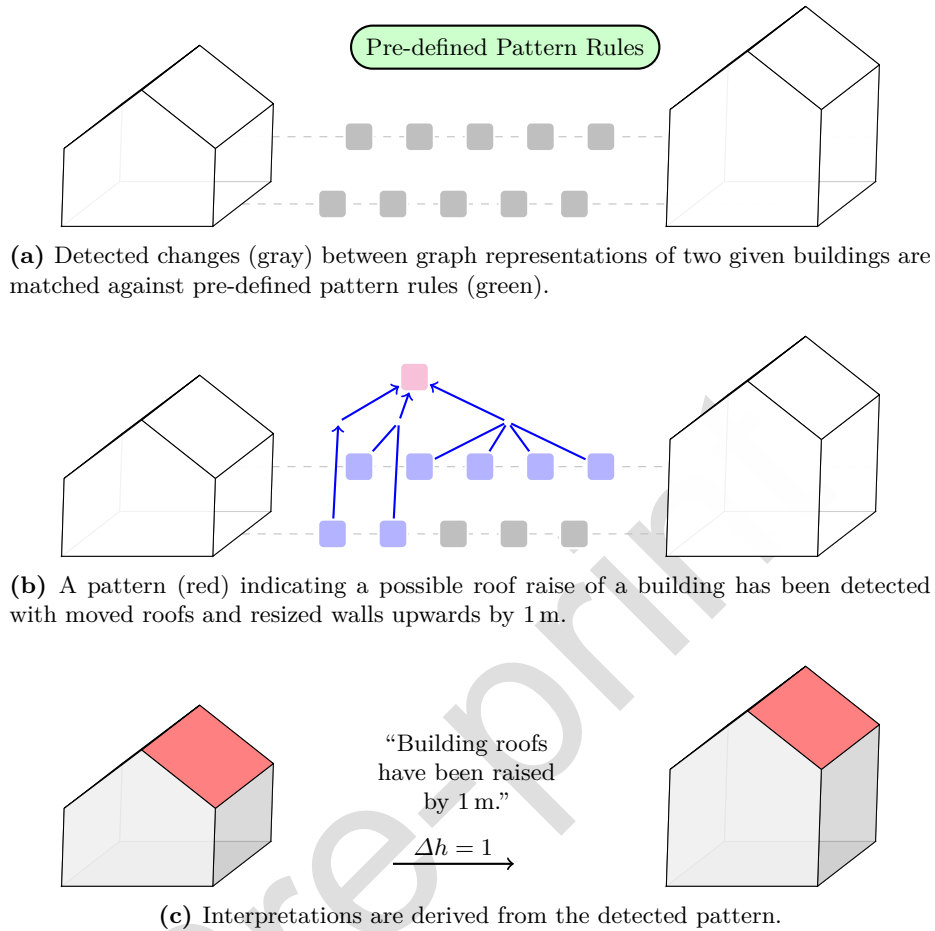 Pre-defined Pattern Rules
(a) Detected changes (gray) between graph representations of two given buildings are
matched against pre-defined pattern rules (green).
(b) A pattern (red) indicating a possible roof raise of a building has been detected
with moved roofs and resized walls upwards by 1 m.
“Building roofs
have been raised
by 1 m.”
Δh = 1
(c) Interpretations are derived from the detected pattern.
re-print